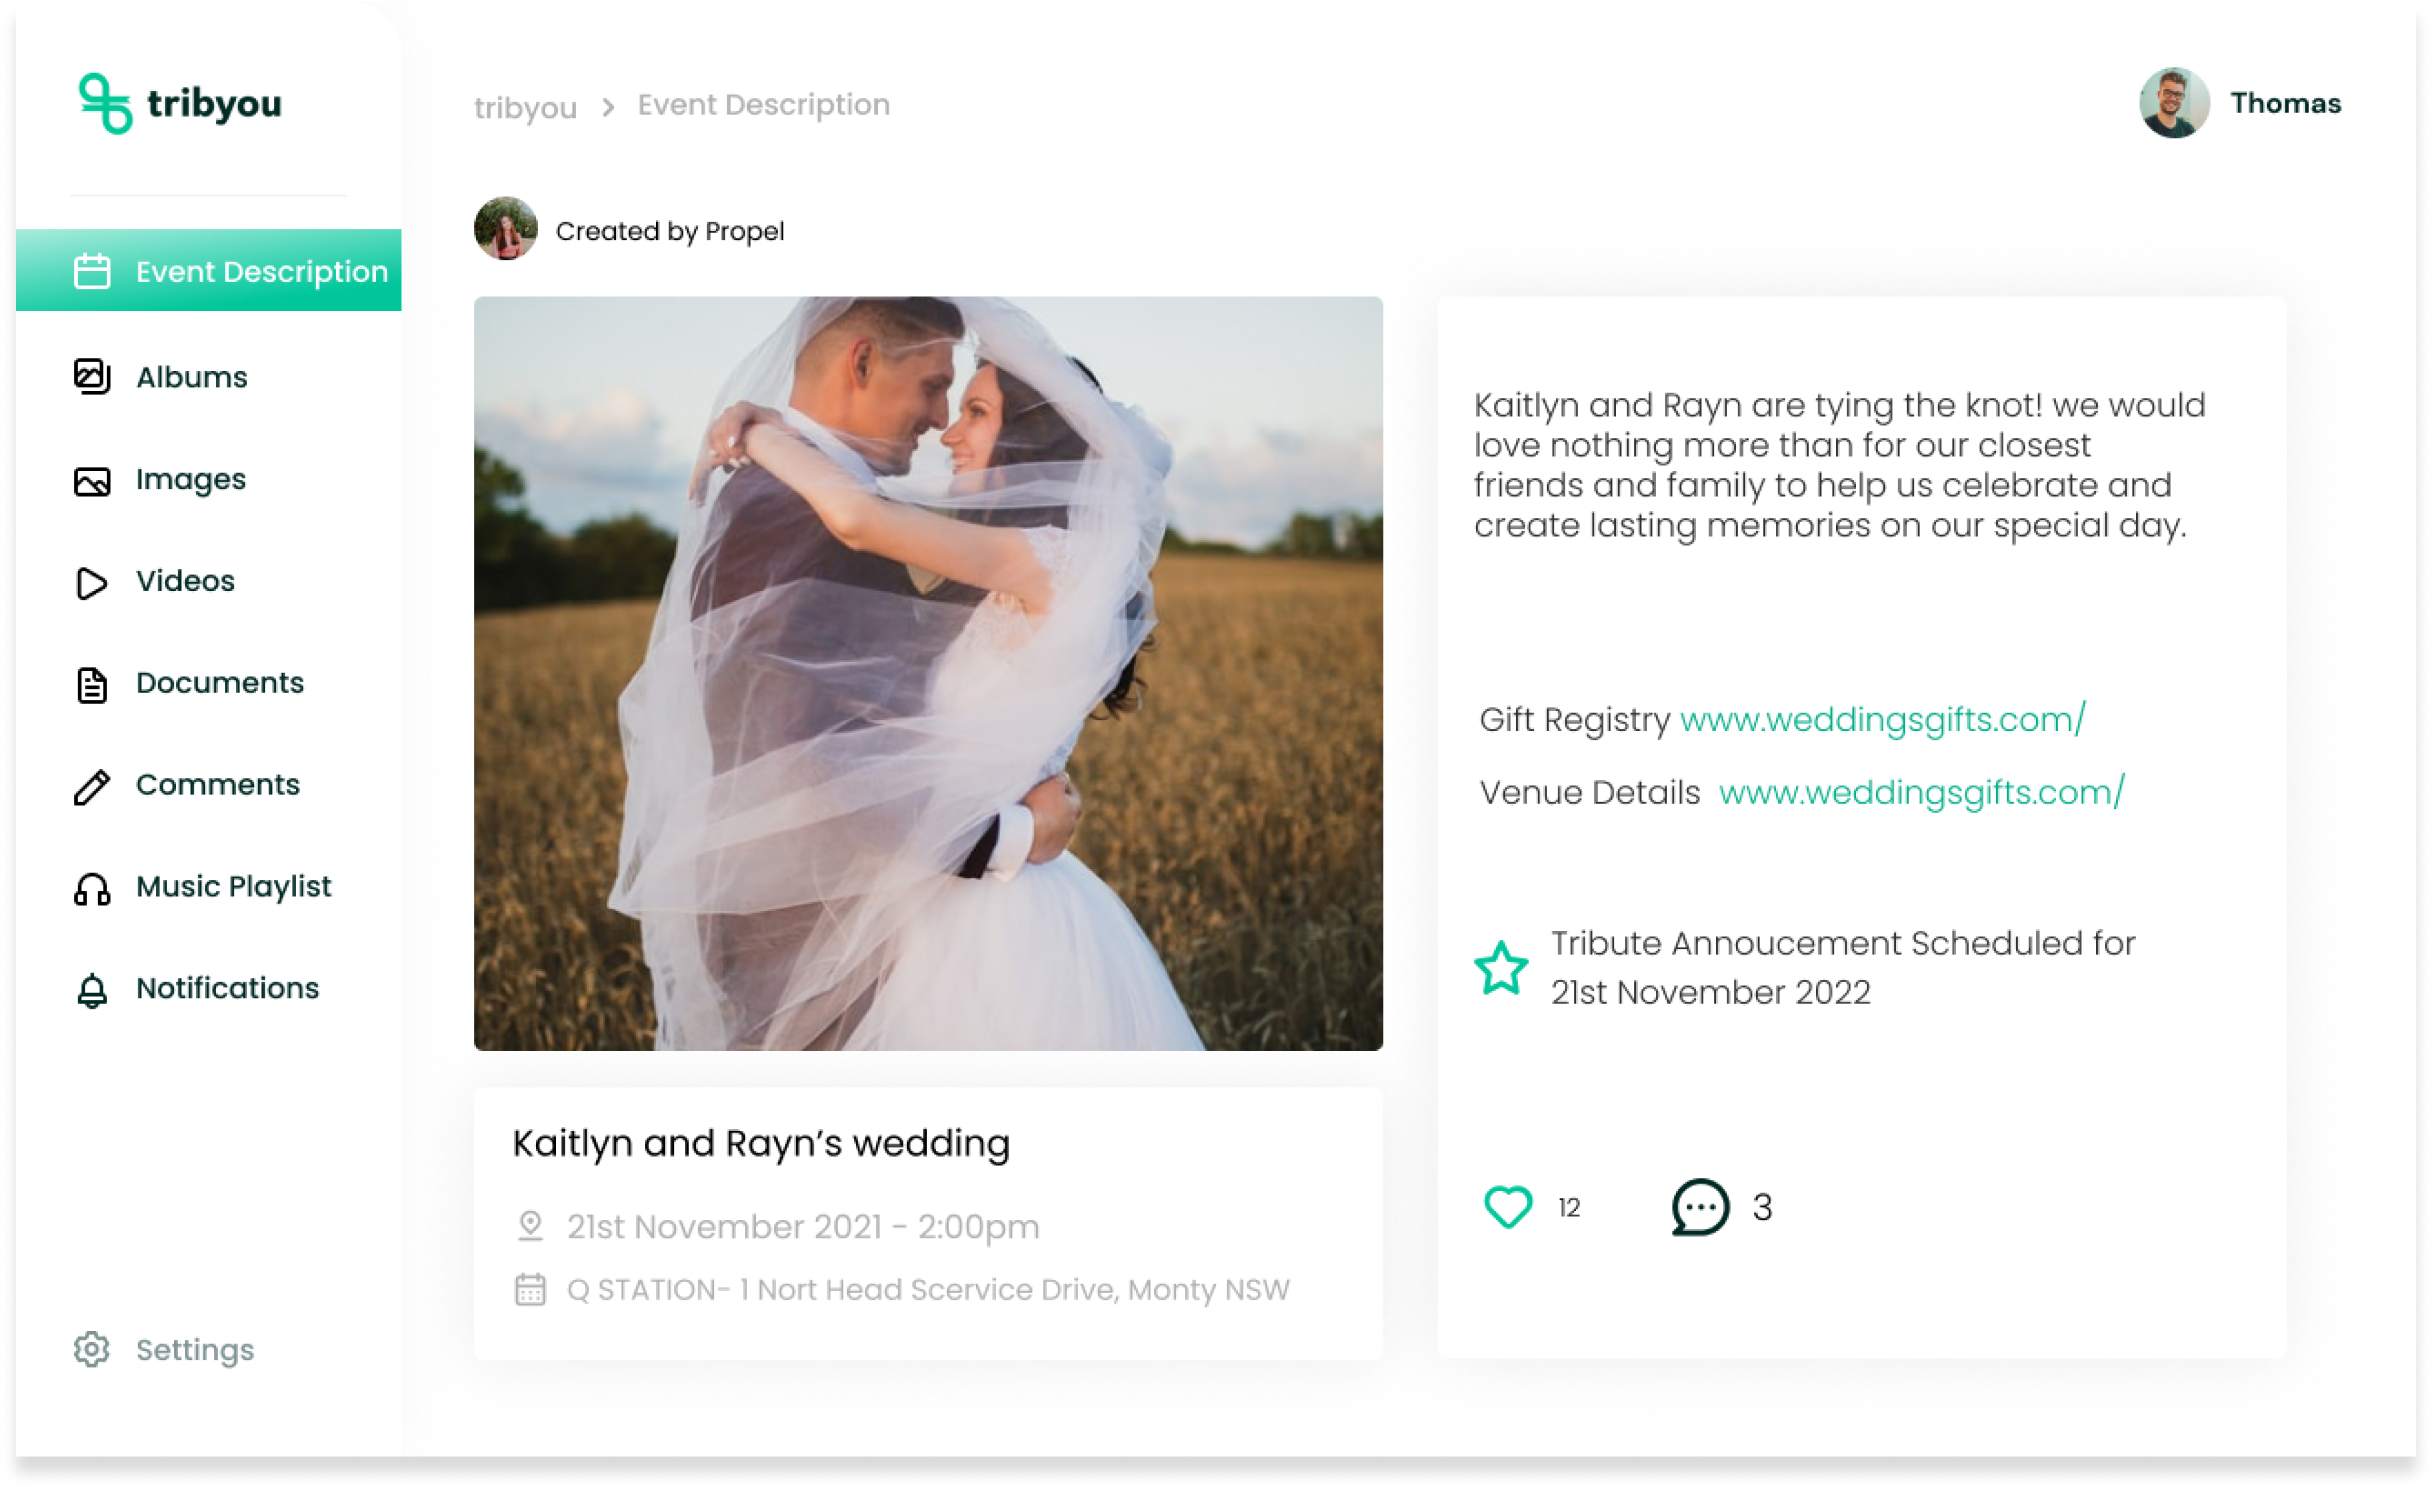 tribyou
Event Description
Albums
Images
Videos
Documents
Comments
Music Playlist
Notifications
Settings
tribyou > Event Description
Thomas
Created by Propel
Kaitlyn and Rayn’s wedding
21st November 2021 - 2:00pm
Q STATION- 1 Nort Head Scervice Drive, Monty NSW
Kaitlyn and Rayn are tying the knot! we would
love nothing more than for our closest
friends and family to help us celebrate and
create lasting memories on our special day.
Gift Registry www.weddingsgifts.com/
Venue Details www.weddingsgifts.com/
Tribute Annoucement Scheduled for
21st November 2022
12 3